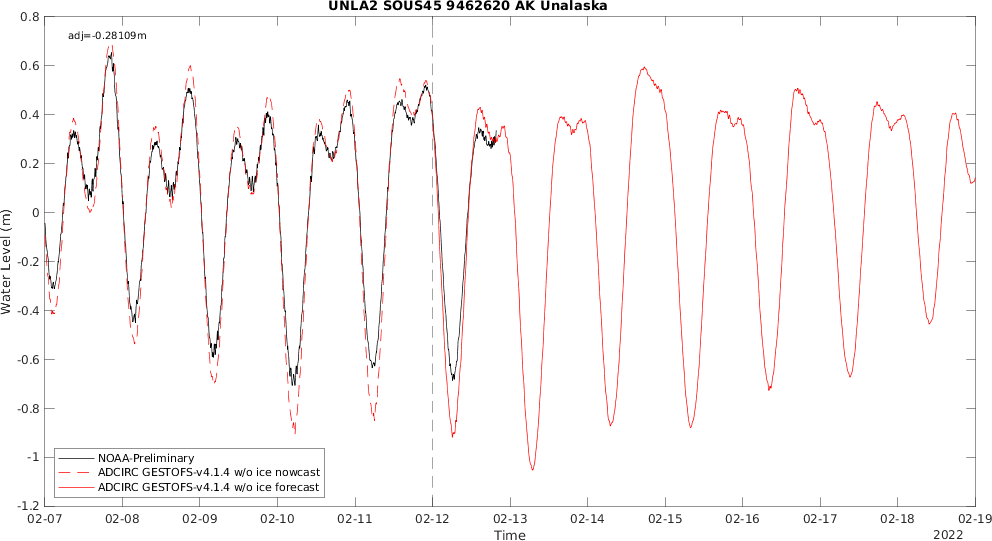 UNLA2 SOUS45 9462620 AK Unalaska
adj=-0.28109m
Water Level (m)
0.8
0.6
0.4
0.2
0
-0.2
-0.4
-0.6
-0.8
-1
-1.2
NOAA-Preliminary
ADCIRC GESTOFS-v4.1.4 w/o ice nowcast
ADCIRC GESTOFS-v4.1.4 w/o ice forecast
02-07 02-08 02-09 02-10 02-11 02-12 02-13 02-14 02-15 02-16 02-17 02-18 02-19
Time
2022